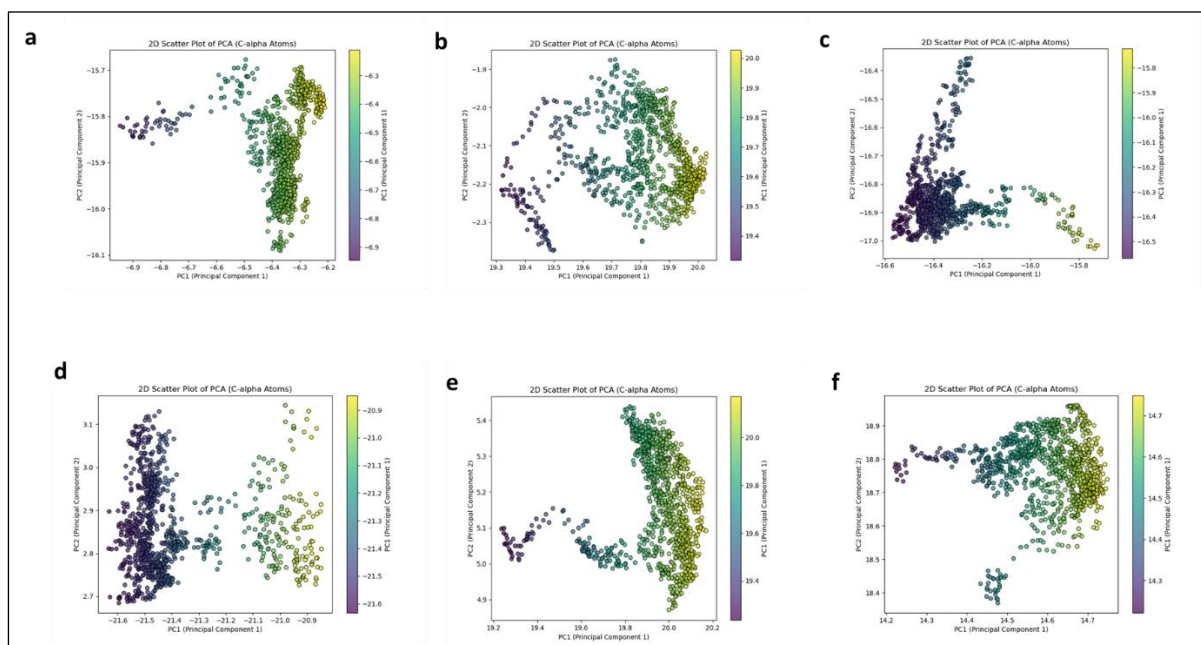 a
2D Scatter Plot of PCA (C-alpha Atoms)
PC2 (Principal Component 2)
−15.7
−15.8
−15.9
−16.0
−16.1
−6.9 −6.8 −6.7 −6.6 −6.5 −6.4 −6.3 −6.2
PC1 (Principal Component 1)
−6.3
−6.4
−6.5
−6.6
−6.7
−6.8
−6.9
PC1 (Principal Component 1)
b
2D Scatter Plot of PCA (C-alpha Atoms)
PC2 (Principal Component 2)
−1.9
−2.0
−2.1
−2.2
−2.3
19.3 19.4 19.5 19.6 19.7 19.8 19.9 20.0
PC1 (Principal Component 1)
20.0
19.9
19.8
19.7
19.6
19.5
19.4
PC1 (Principal Component 1)
c
2D Scatter Plot of PCA (C-alpha Atoms)
PC2 (Principal Component 2)
−16.4
−16.5
−16.6
−16.7
−16.8
−16.9
−17.0
−16.6 −16.4 −16.2 −16.0 −15.8
PC1 (Principal Component 1)
−15.8
−15.9
−16.0
−16.1
−16.2
−16.3
−16.4
−16.5
PC1 (Principal Component 1)
d
2D Scatter Plot of PCA (C-alpha Atoms)
PC2 (Principal Component 2)
3.1
3.0
2.9
2.8
2.7
−21.6 −21.5 −21.4 −21.3 −21.2 −21.1 −21.0 −20.9
PC1 (Principal Component 1)
−20.9
−21.0
−21.1
−21.2
−21.3
−21.4
−21.5
−21.6
PC1 (Principal Component 1)
e
2D Scatter Plot of PCA (C-alpha Atoms)
PC2 (Principal Component 2)
5.4
5.3
5.2
5.1
5.0
4.9
19.2 19.4 19.6 19.8 20.0 20.2
PC1 (Principal Component 1)
20.0
19.8
19.6
19.4
PC1 (Principal Component 1)
f
2D Scatter Plot of PCA (C-alpha Atoms)
PC2 (Principal Component 2)
18.9
18.8
18.7
18.6
18.5
18.4
14.2 14.3 14.4 14.5 14.6 14.7
PC1 (Principal Component 1)
14.7
14.6
14.5
14.4
14.3
PC1 (Principal Component 1)